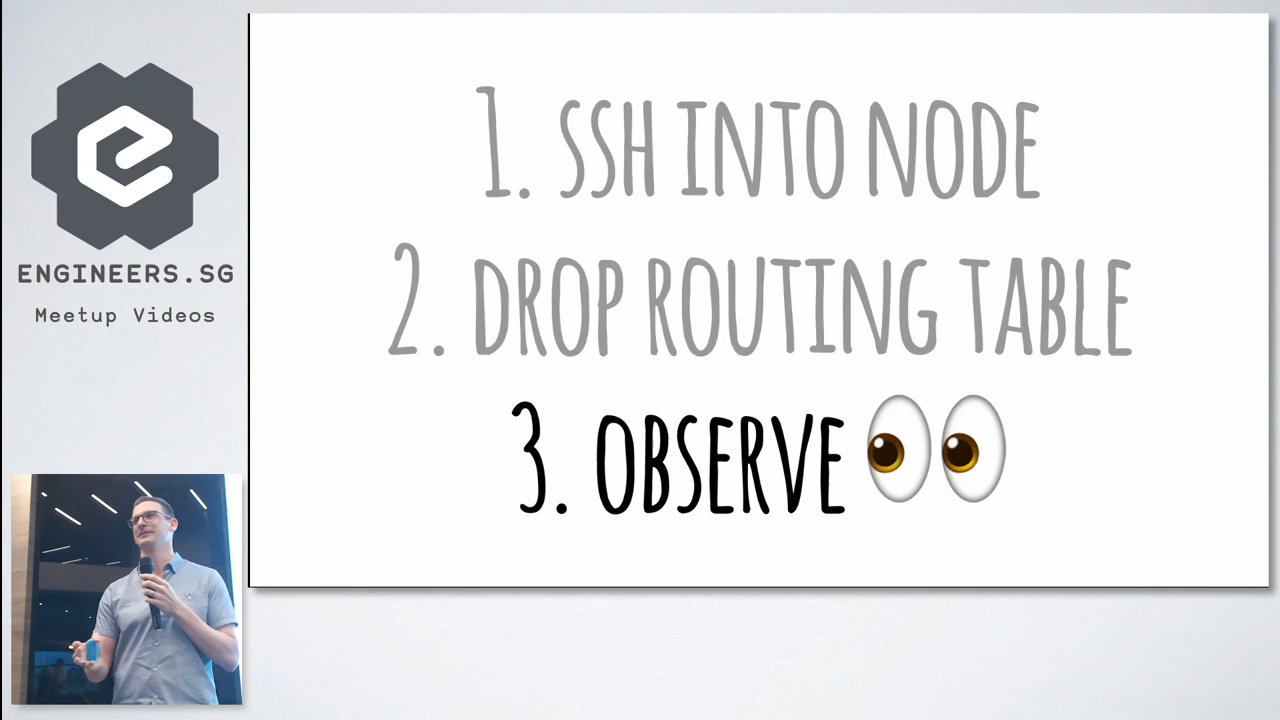 ENGINEERS.SG
Meetup Videos
1. SSH INTO NODE
2. DROP ROUTING TABLE
3. OBSERVE 👀